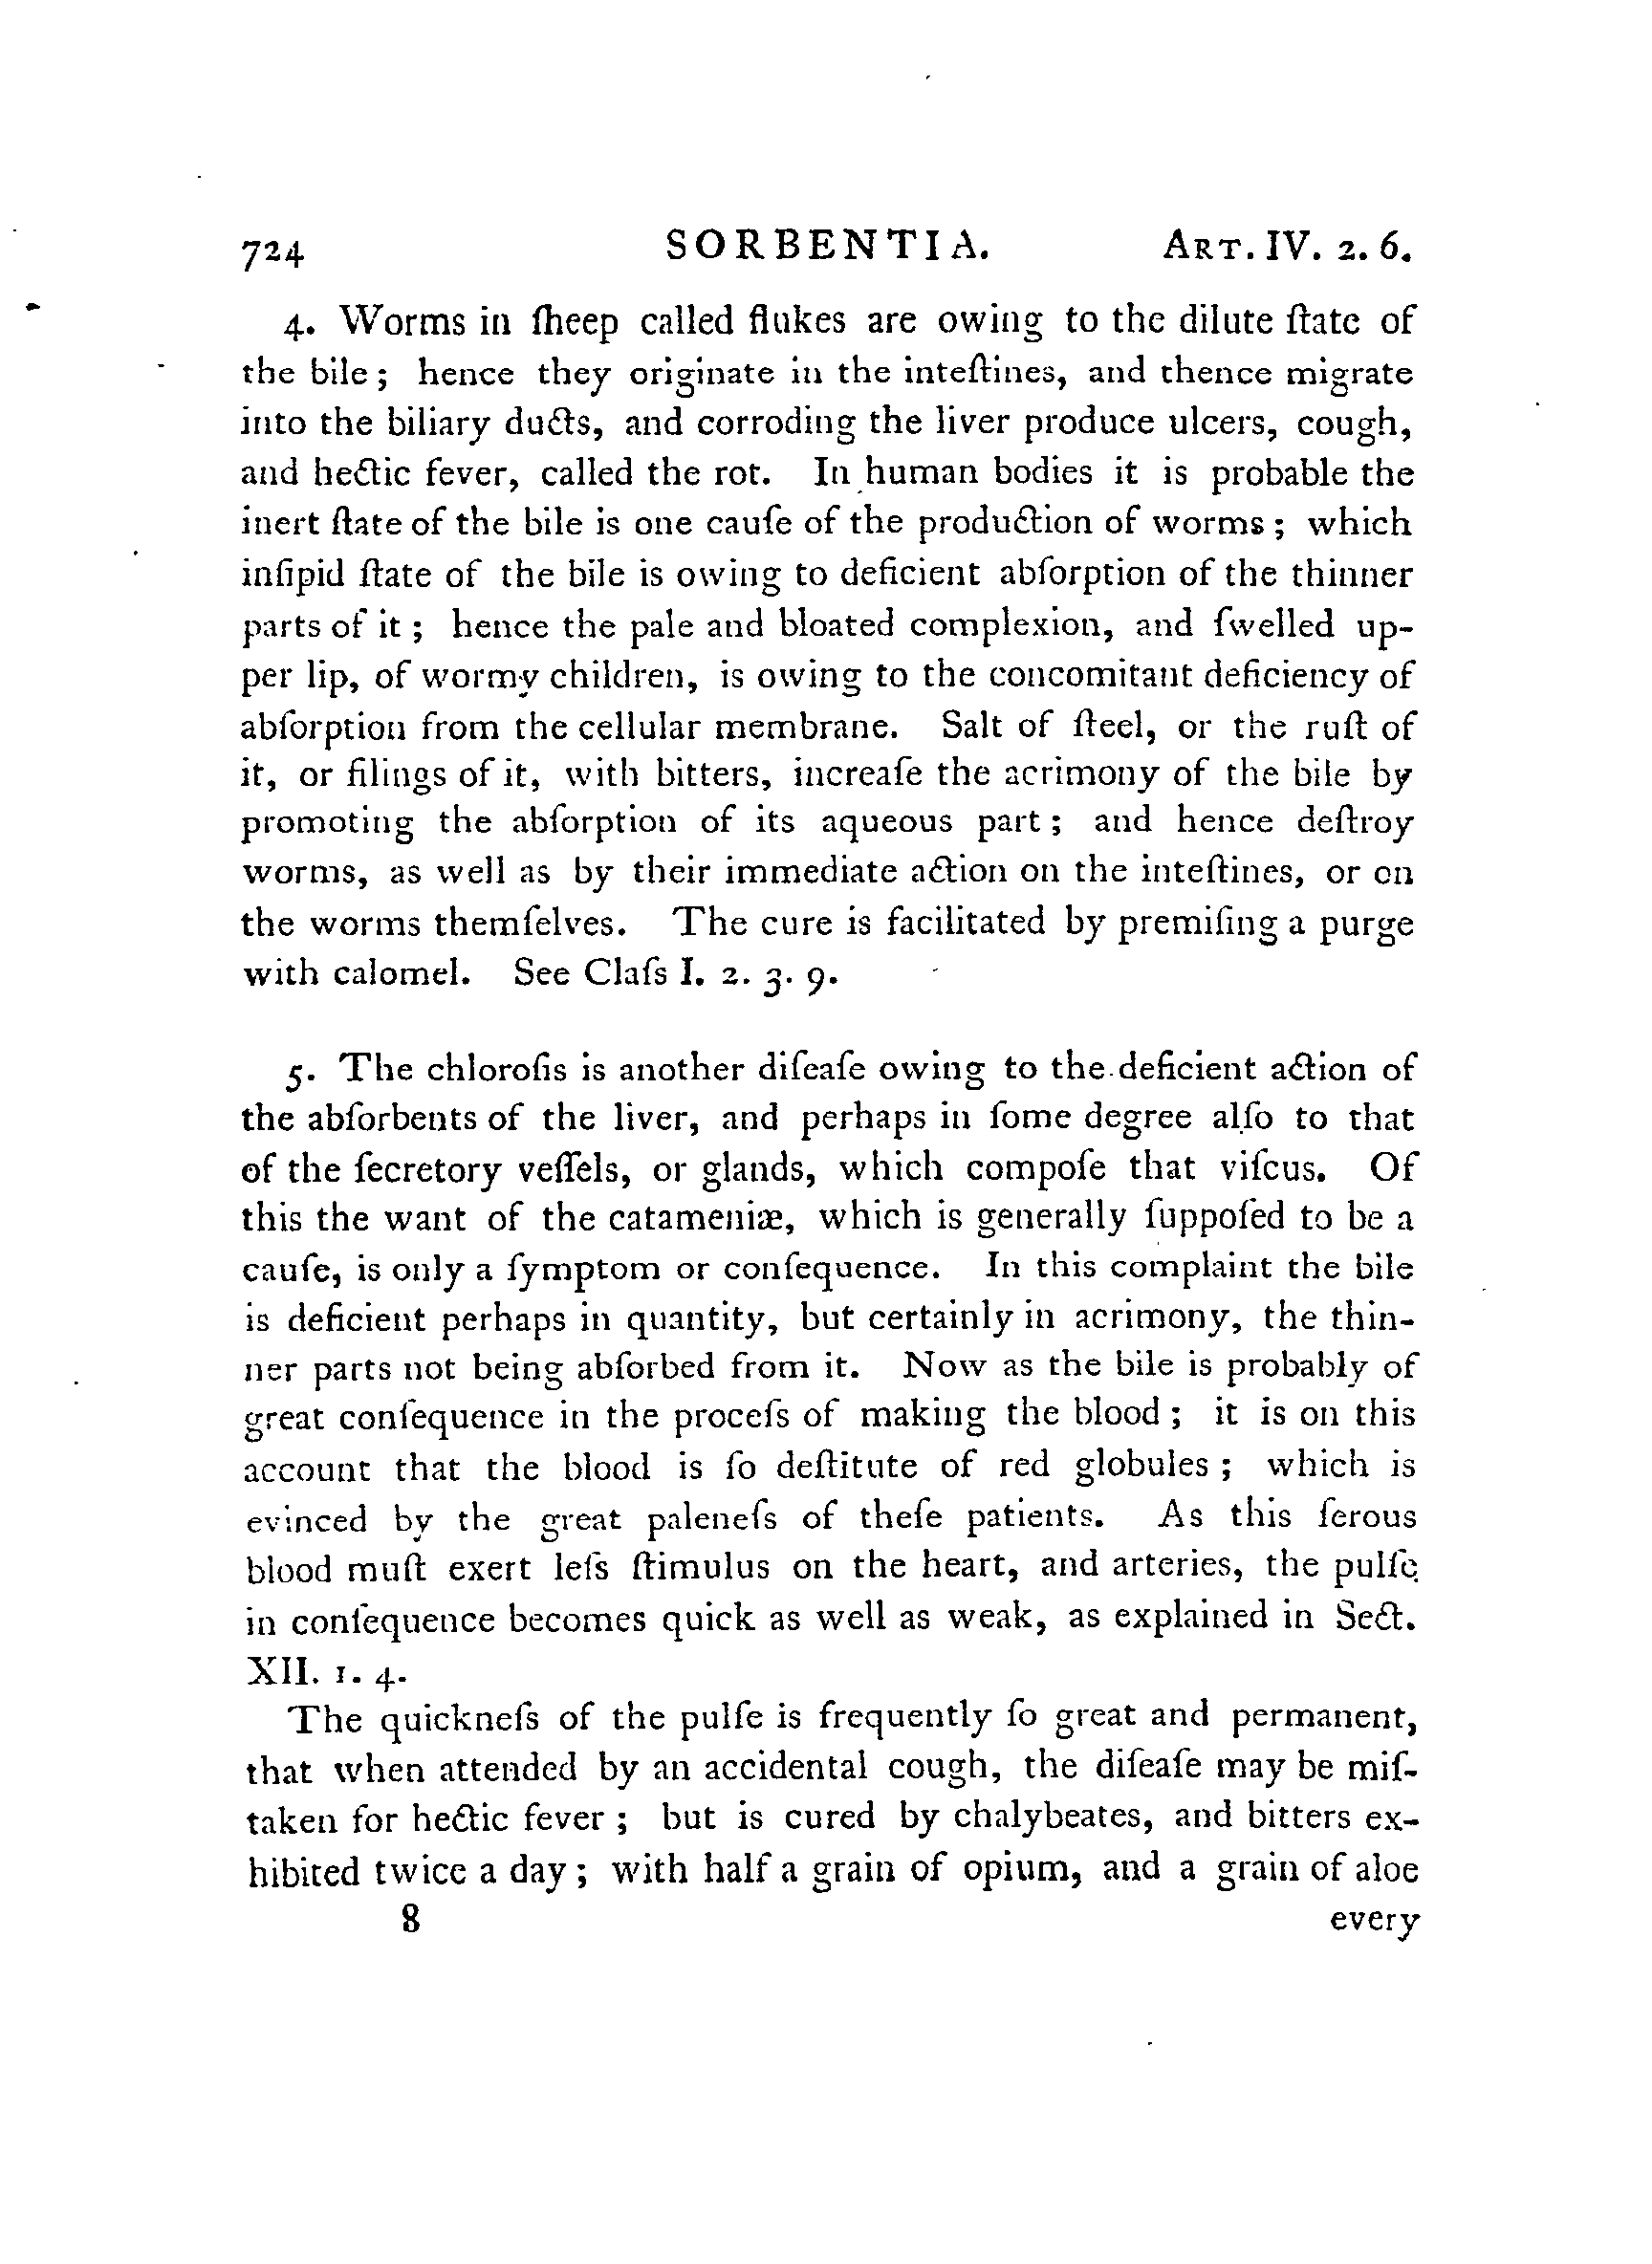 724 SORBENTIA. ART. IV. 2. 6.
4. Worms in ſheep called flukes are owing to the dilute ſtate of
the bile; hence they originate in the inteſtines, and thence migrate
into the biliary ducts, and corroding the liver produce ulcers, cough,
and hectic fever, called the rot. In human bodies it is probable the
inert ſtate of the bile is one cauſe of the production of worms; which
inſipid ſtate of the bile is owing to deficient abſorption of the thinner
parts of it; hence the pale and bloated complexion, and ſwelled up-
per lip, of wormy children, is owing to the concomitant deficiency of
abſorption from the cellular membrane. Salt of ſteel, or the ruſt of
it, or filings of it, with bitters, increaſe the acrimony of the bile by
promoting the abſorption of its aqueous part; and hence deſtroy
worms, as well as by their immediate action on the inteſtines, or on
the worms themſelves. The cure is facilitated by premiſing a purge
with calomel. See Claſs I. 2. 3. 9.
5. The chloroſis is another diſeaſe owing to the deficient action of
the abſorbents of the liver, and perhaps in ſome degree alſo to that
of the ſecretory veſſels, or glands, which compoſe that viſcus. Of
this the want of the catameniæ, which is generally ſuppoſed to be a
cauſe, is only a ſymptom or conſequence. In this complaint the bile
is deficient perhaps in quantity, but certainly in acrimony, the thin-
ner parts not being abſorbed from it. Now as the bile is probably of
great conſequence in the proceſs of making the blood; it is on this
account that the blood is ſo deſtitute of red globules; which is
evinced by the great paleneſs of theſe patients. As this ſerous
blood muſt exert leſs ſtimulus on the heart, and arteries, the pulſe
in conſequence becomes quick as well as weak, as explained in Sect.
XII. 1. 4.
The quickneſs of the pulſe is frequently ſo great and permanent,
that when attended by an accidental cough, the diſeaſe may be miſ-
taken for hectic fever; but is cured by chalybeates, and bitters ex-
hibited twice a day; with half a grain of opium, and a grain of aloe
8 every